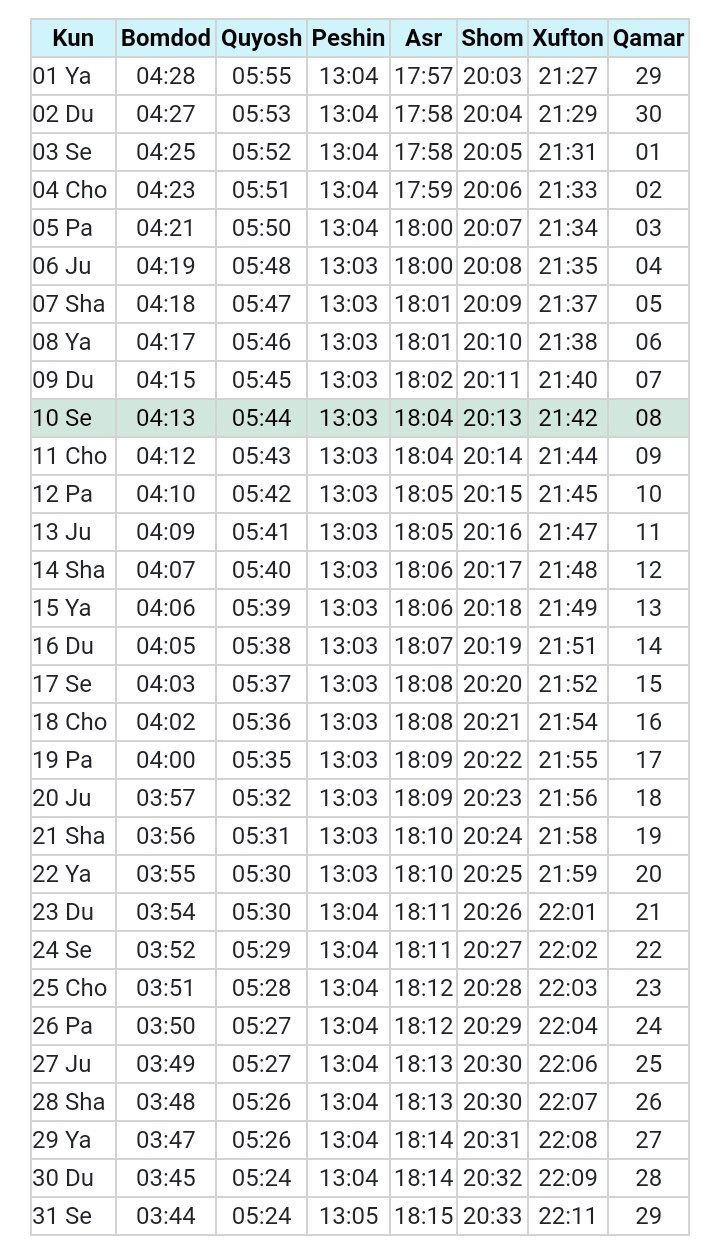 Kun Bomdod Quyosh Peshin Asr Shom Xufton Qamar
01 Ya 04:28 05:55 13:04 17:57 20:03 21:27 29
02 Du 04:27 05:53 13:04 17:58 20:04 21:29 30
03 Se 04:25 05:52 13:04 17:58 20:05 21:31 01
04 Cho 04:23 05:51 13:04 17:59 20:06 21:33 02
05 Pa 04:21 05:50 13:04 18:00 20:07 21:34 03
06 Ju 04:19 05:48 13:03 18:00 20:08 21:35 04
07 Sha 04:18 05:47 13:03 18:01 20:09 21:37 05
08 Ya 04:17 05:46 13:03 18:01 20:10 21:38 06
09 Du 04:15 05:45 13:03 18:02 20:11 21:40 07
10 Se 04:13 05:44 13:03 18:04 20:13 21:42 08
11 Cho 04:12 05:43 13:03 18:04 20:14 21:44 09
12 Pa 04:10 05:42 13:03 18:05 20:15 21:45 10
13 Ju 04:09 05:41 13:03 18:05 20:16 21:47 11
14 Sha 04:07 05:40 13:03 18:06 20:17 21:48 12
15 Ya 04:06 05:39 13:03 18:06 20:18 21:49 13
16 Du 04:05 05:38 13:03 18:07 20:19 21:51 14
17 Se 04:03 05:37 13:03 18:08 20:20 21:52 15
18 Cho 04:02 05:36 13:03 18:08 20:21 21:54 16
19 Pa 04:00 05:35 13:03 18:09 20:22 21:55 17
20 Ju 03:57 05:32 13:03 18:09 20:23 21:56 18
21 Sha 03:56 05:31 13:03 18:10 20:24 21:58 19
22 Ya 03:55 05:30 13:03 18:10 20:25 21:59 20
23 Du 03:54 05:30 13:04 18:11 20:26 22:01 21
24 Se 03:52 05:29 13:04 18:11 20:27 22:02 22
25 Cho 03:51 05:28 13:04 18:12 20:28 22:03 23
26 Pa 03:50 05:27 13:04 18:12 20:29 22:04 24
27 Ju 03:49 05:27 13:04 18:13 20:30 22:06 25
28 Sha 03:48 05:26 13:04 18:13 20:30 22:07 26
29 Ya 03:47 05:26 13:04 18:14 20:31 22:08 27
30 Du 03:45 05:24 13:04 18:14 20:32 22:09 28
31 Se 03:44 05:24 13:05 18:15 20:33 22:11 29